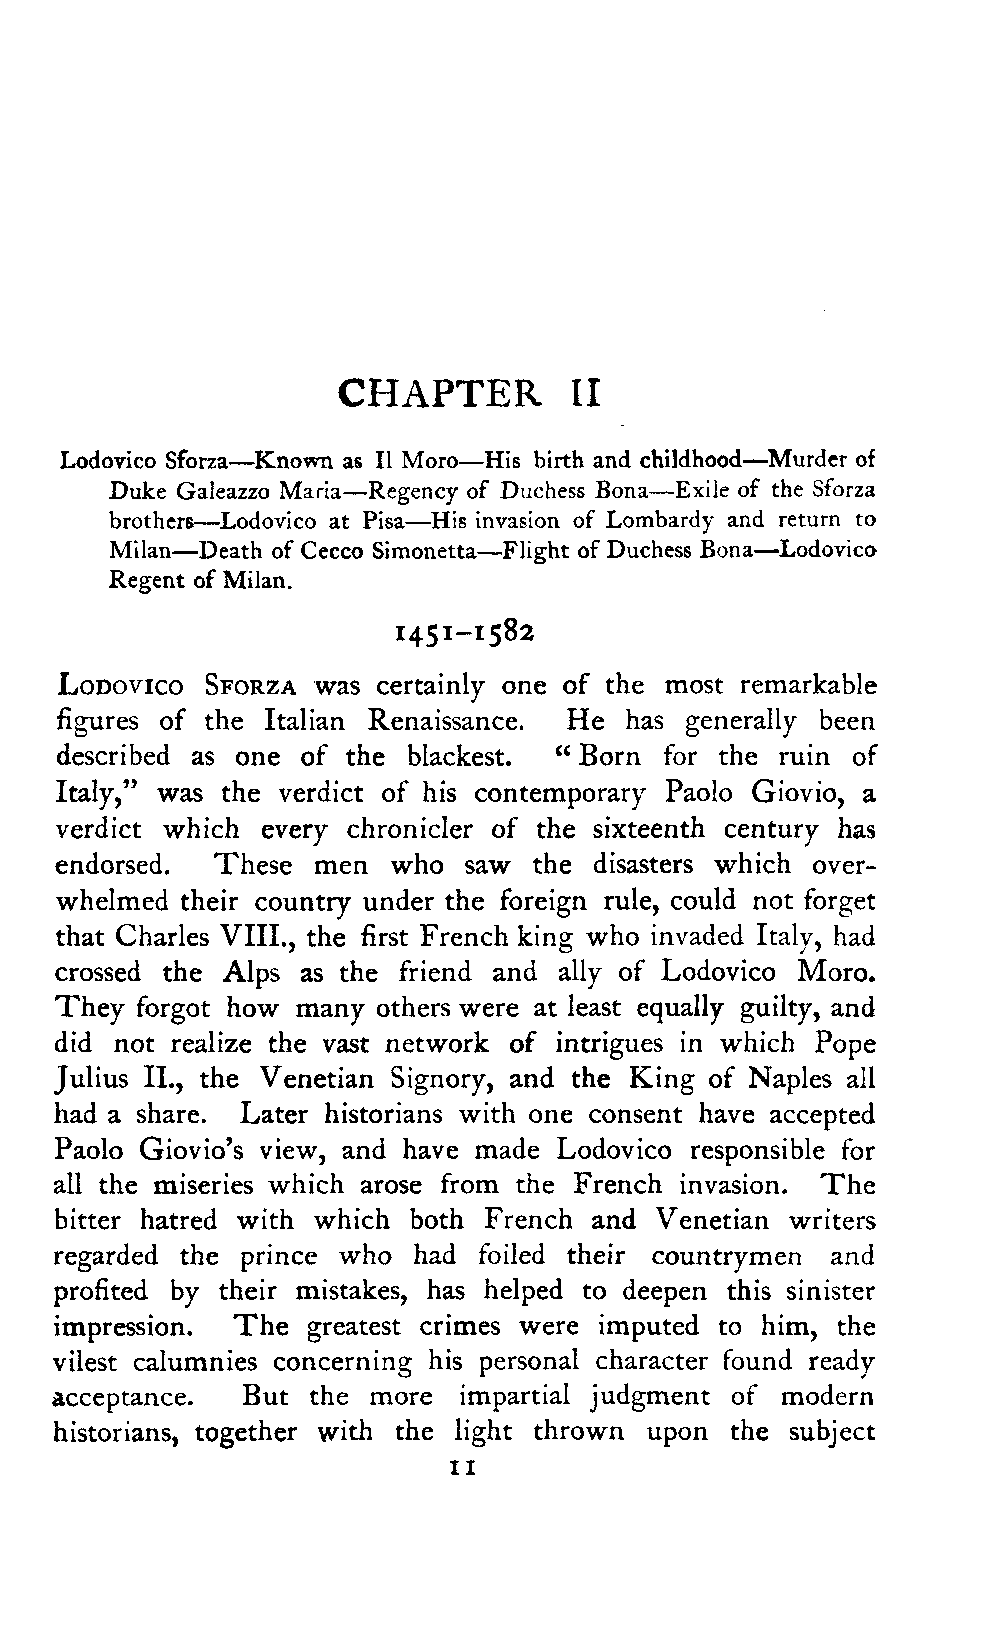 CHAPTER II
Lodovico Sforza—Known as Il Moro—His birth and childhood—Murder of
Duke Galeazzo Maria—Regency of Duchess Bona—Exile of the Sforza
brothers—Lodovico at Pisa—His invasion of Lombardy and return to
Milan—Death of Cecco Simonetta—Flight of Duchess Bona—Lodovico
Regent of Milan.
1451–1582
LODOVICO SFORZA was certainly one of the most remarkable
figures of the Italian Renaissance. He has generally been
described as one of the blackest. “Born for the ruin of
Italy,” was the verdict of his contemporary Paolo Giovio, a
verdict which every chronicler of the sixteenth century has
endorsed. These men who saw the disasters which over-
whelmed their country under the foreign rule, could not forget
that Charles VIII., the first French king who invaded Italy, had
crossed the Alps as the friend and ally of Lodovico Moro.
They forgot how many others were at least equally guilty, and
did not realize the vast network of intrigues in which Pope
Julius II., the Venetian Signory, and the King of Naples all
had a share. Later historians with one consent have accepted
Paolo Giovio’s view, and have made Lodovico responsible for
all the miseries which arose from the French invasion. The
bitter hatred with which both French and Venetian writers
regarded the prince who had foiled their countrymen and
profited by their mistakes, has helped to deepen this sinister
impression. The greatest crimes were imputed to him, the
vilest calumnies concerning his personal character found ready
acceptance. But the more impartial judgment of modern
historians, together with the light thrown upon the subject
11